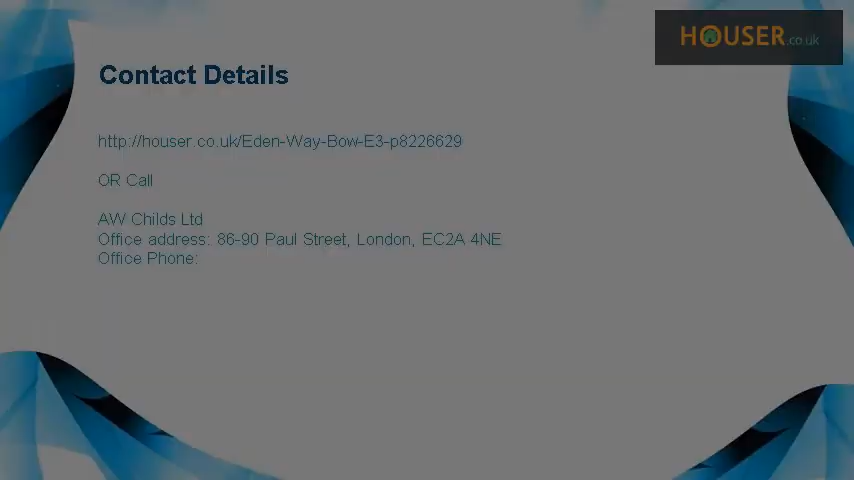 HOUSER.co.uk
Contact Details
http://houser.co.uk/Eden-Way-Bow-E3-p8226629
OR Call
AW Childs Ltd
Office address: 86-90 Paul Street, London, EC2A 4NE
Office Phone: